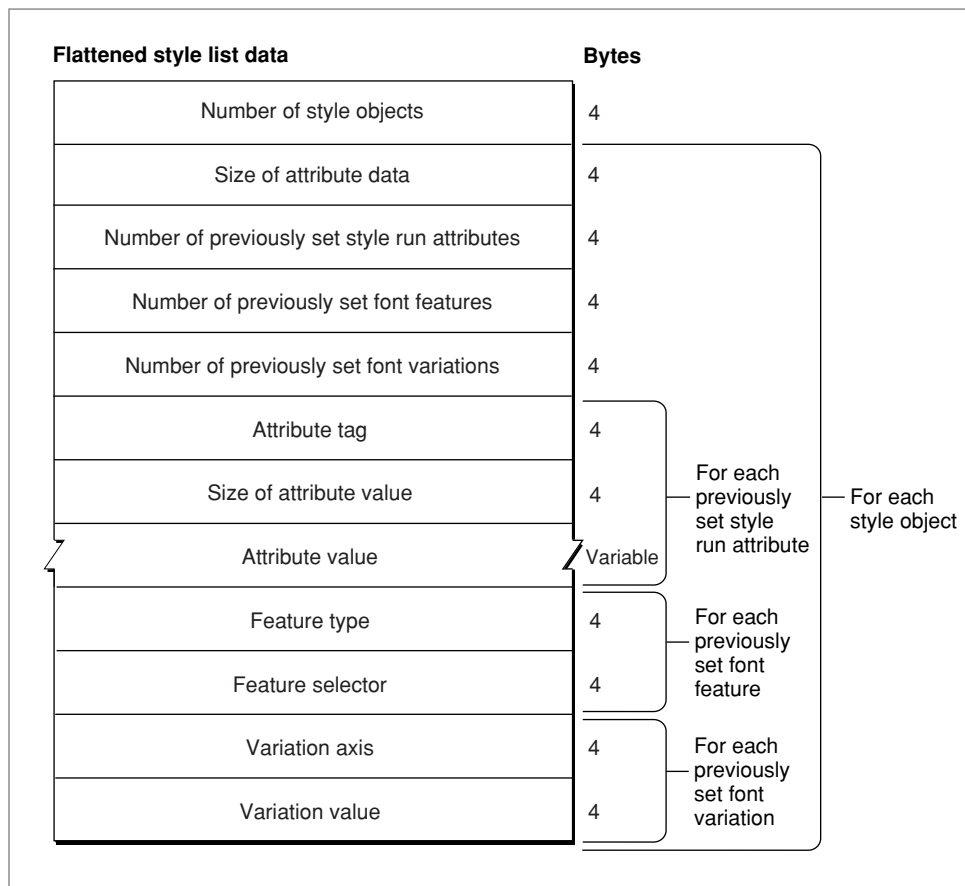 Flattened style list data Bytes
Number of style objects 4
Size of attribute data 4
Number of previously set style run attributes 4
Number of previously set font features 4
Number of previously set font variations 4
Attribute tag 4
Size of attribute value 4
Attribute value Variable
For each
previously
set style
run attribute
For each
style object
Feature type 4
Feature selector 4
For each
previously
set font
feature
Variation axis 4
Variation value 4
For each
previously
set font
variation